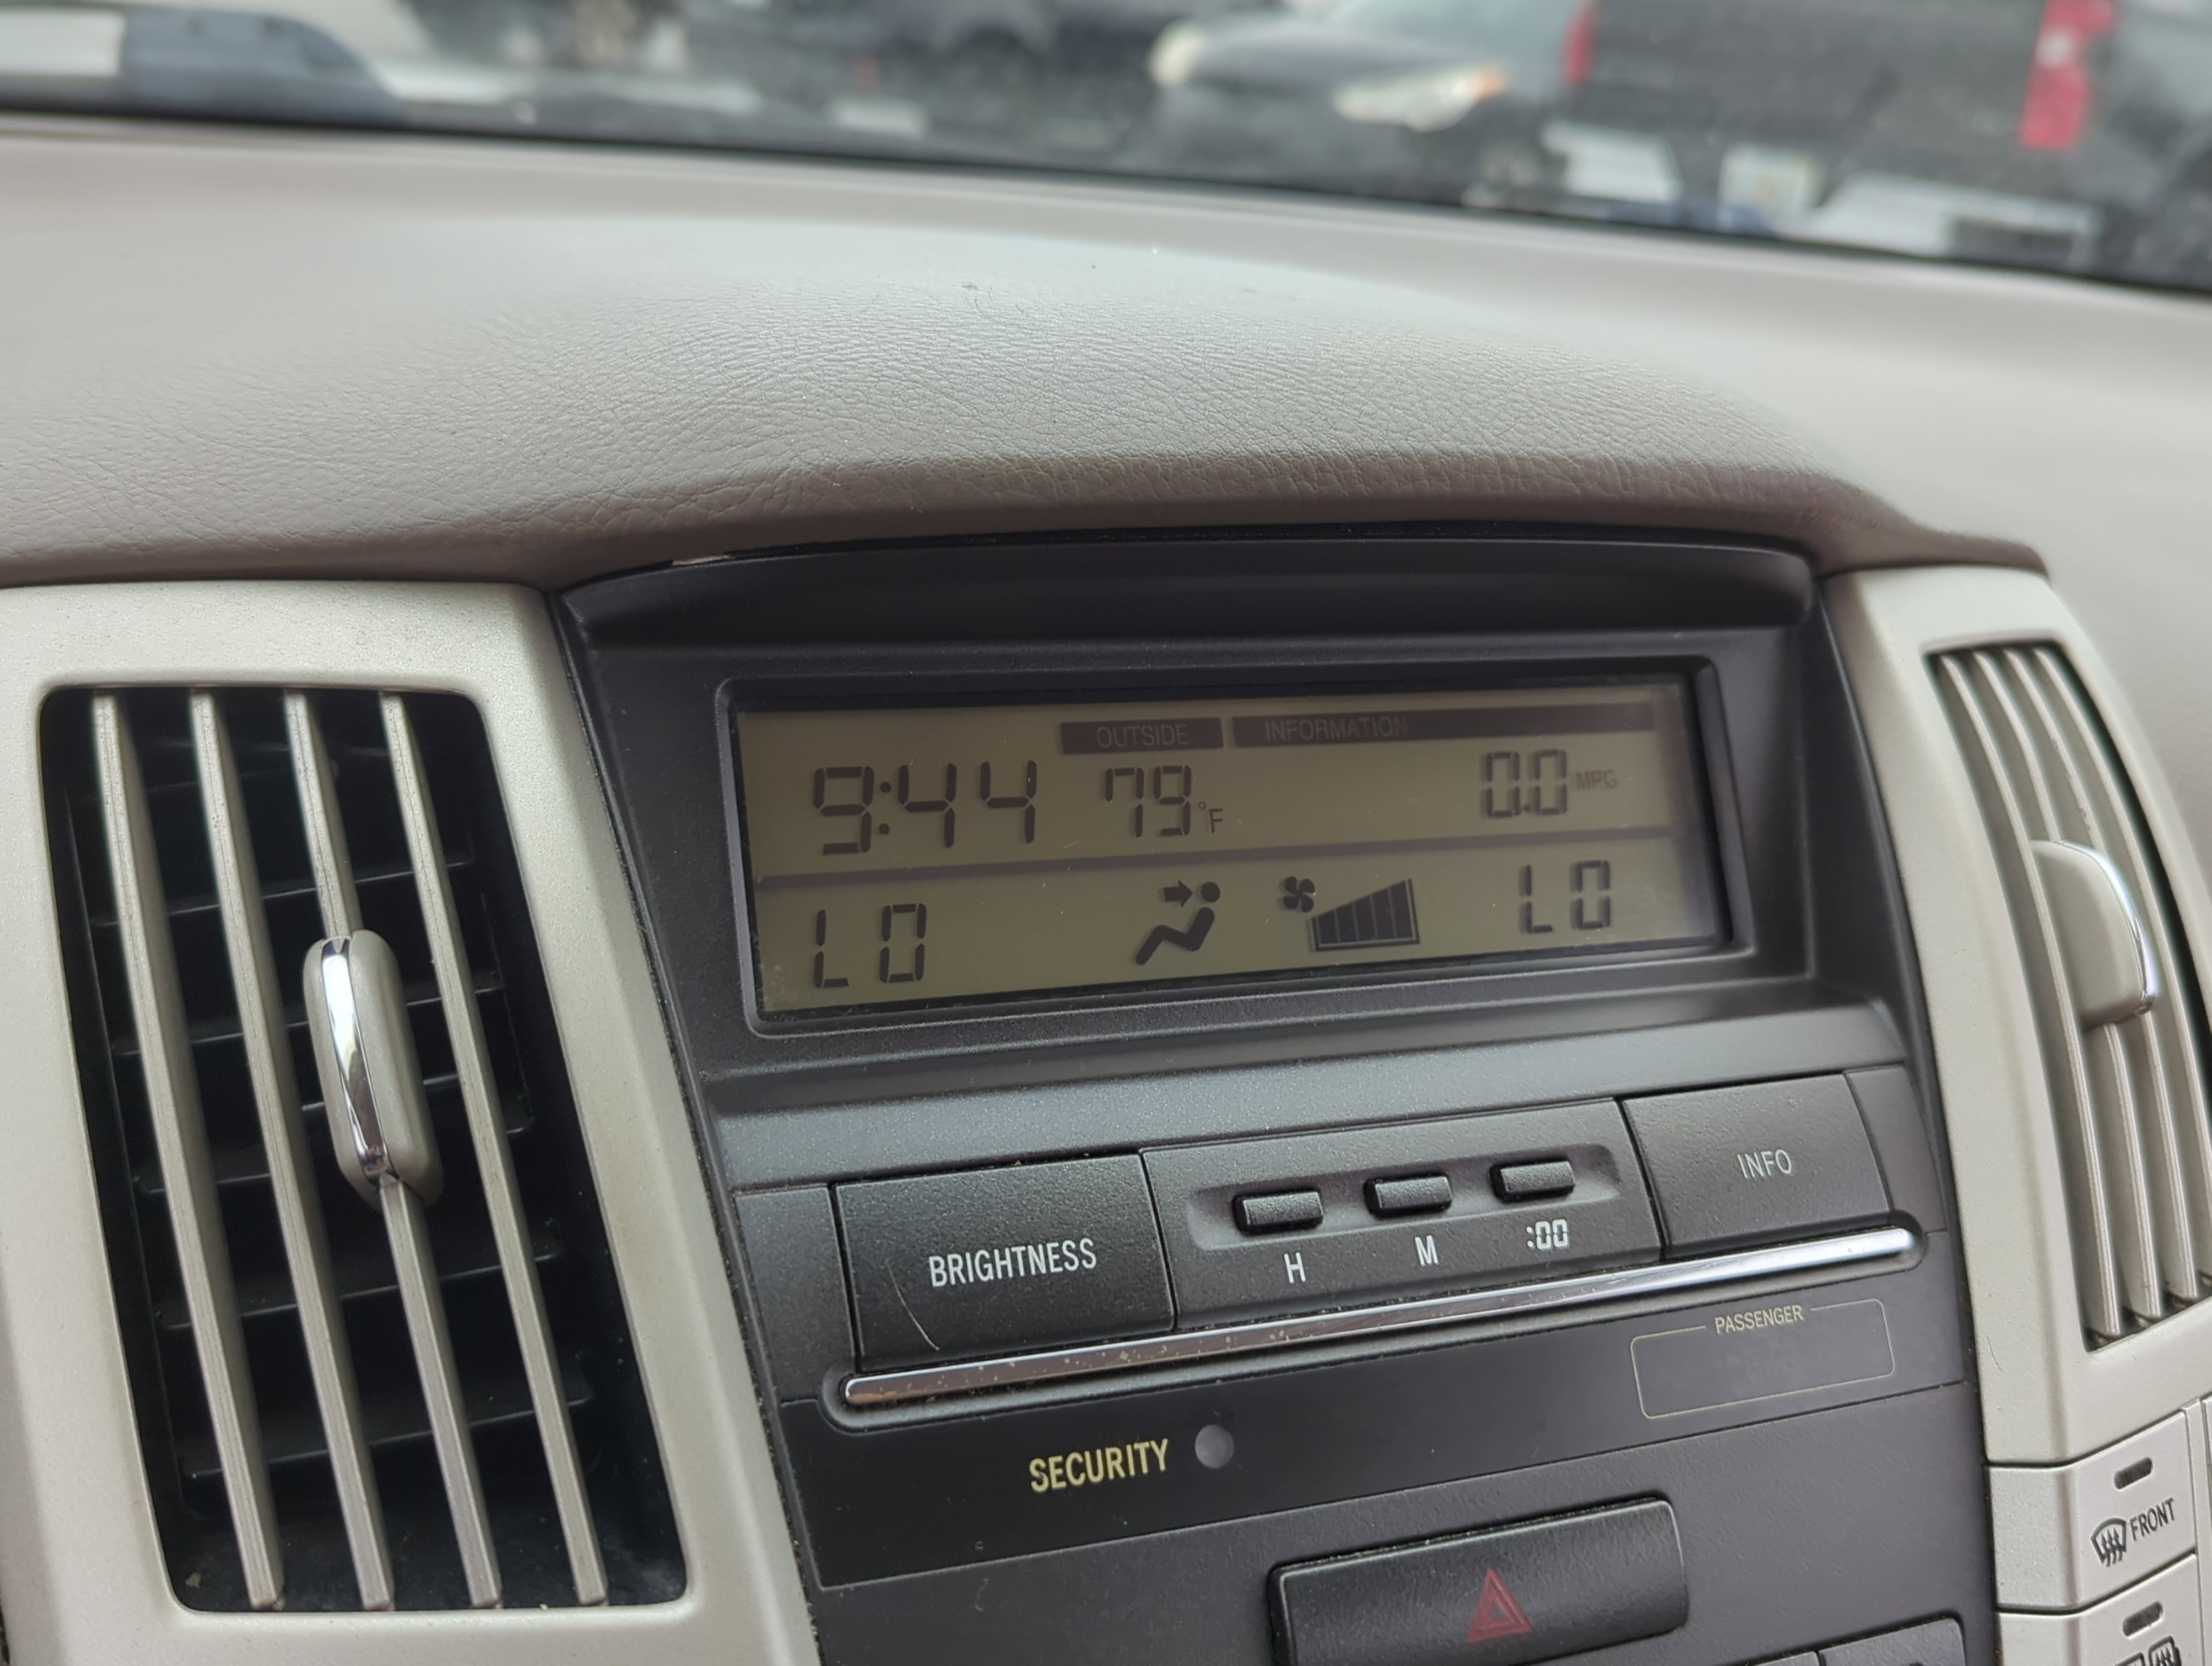 OUTSIDE INFORMATION
9:44 79°F 0.0 MPG
LO LO
BRIGHTNESS H M :00 INFO
PASSENGER
SECURITY
FRONT